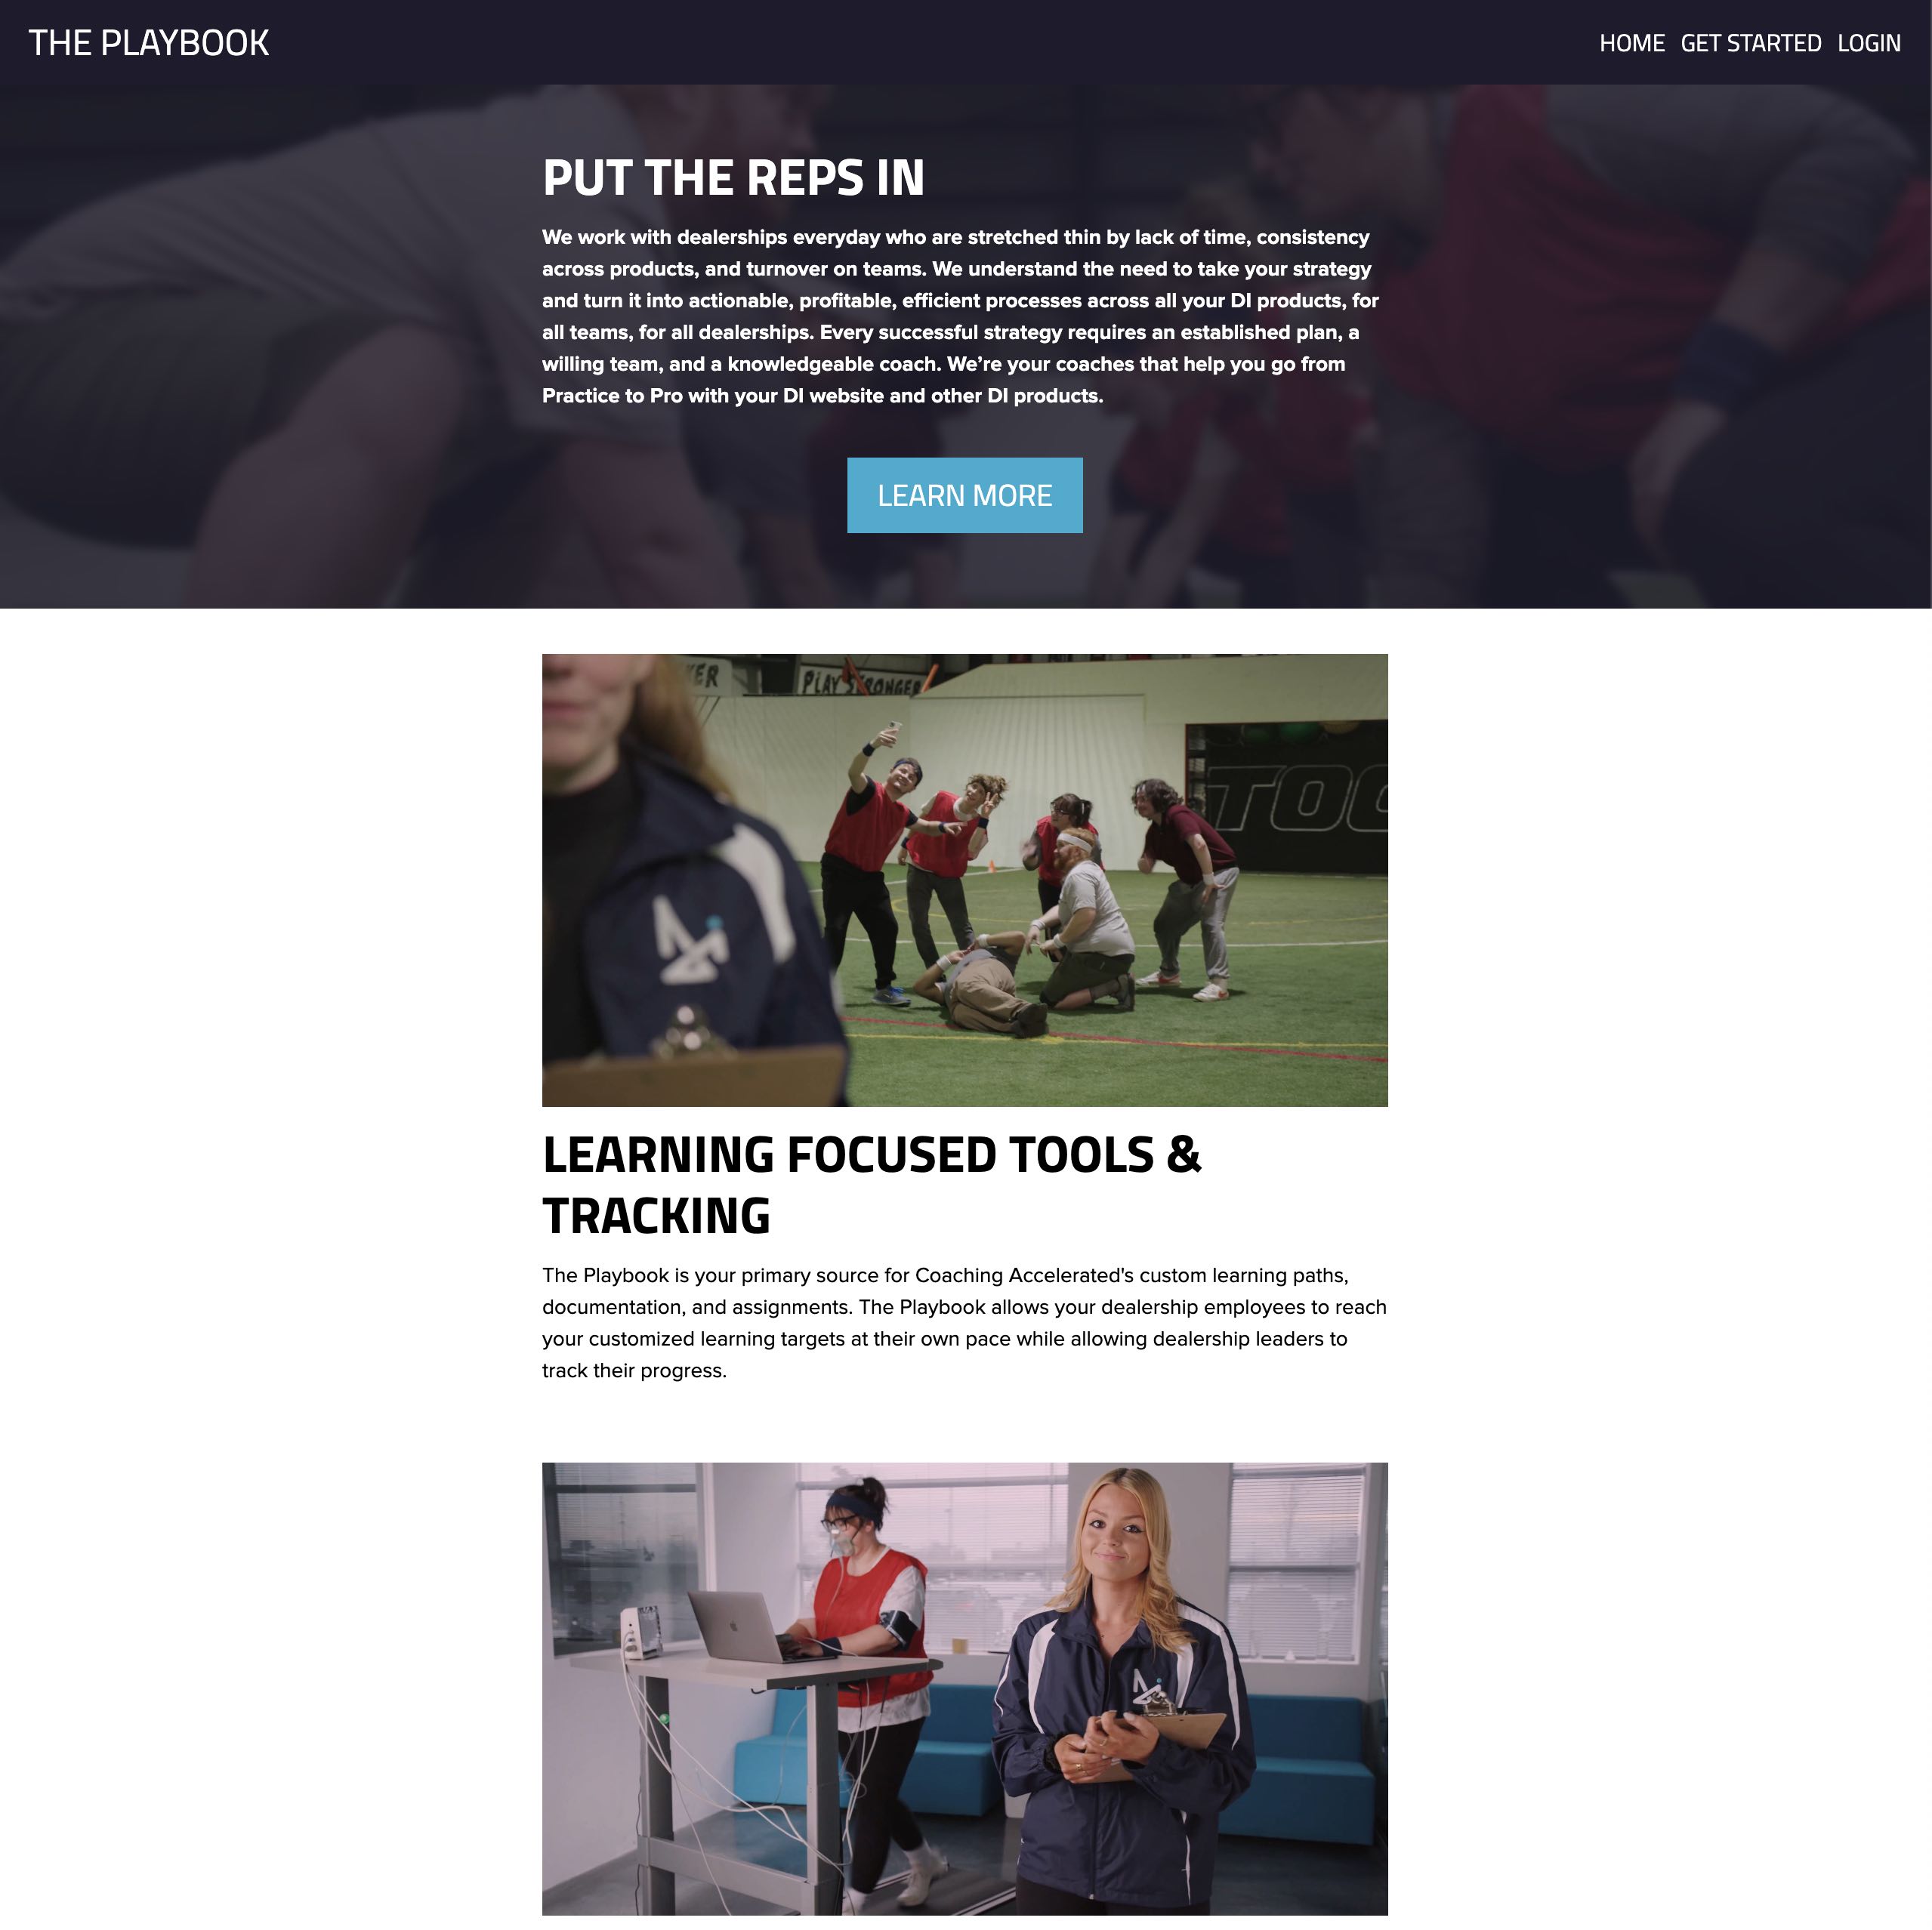 THE PLAYBOOK
HOME GET STARTED LOGIN
PUT THE REPS IN
We work with dealerships everyday who are stretched thin by lack of time, consistency
across products, and turnover on teams. We understand the need to take your strategy
and turn it into actionable, profitable, efficient processes across all your DI products, for
all teams, for all dealerships. Every successful strategy requires an established plan, a
willing team, and a knowledgeable coach. We’re your coaches that help you go from
Practice to Pro with your DI website and other DI products.
LEARN MORE
PLAY STRONGER
LEARNING FOCUSED TOOLS &
TRACKING
The Playbook is your primary source for Coaching Accelerated's custom learning paths,
documentation, and assignments. The Playbook allows your dealership employees to reach
your customized learning targets at their own pace while allowing dealership leaders to
track their progress.